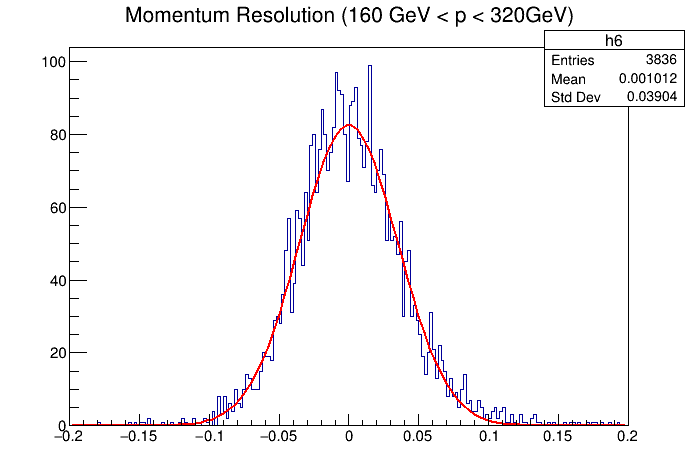 Momentum Resolution (160 GeV < p < 320GeV)
h6
Entries 3836
Mean 0.001012
Std Dev 0.03904
100
80
60
40
20
0
−0.2 −0.15 −0.1 −0.05 0 0.05 0.1 0.15 0.2